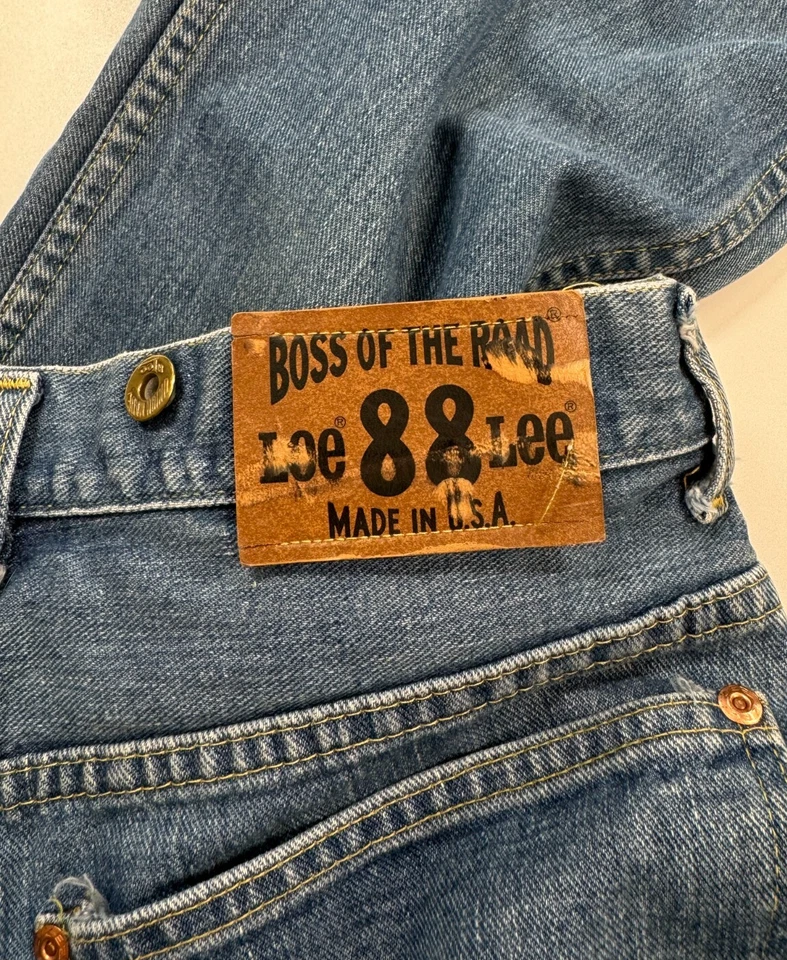 BOSS OF THE ROAD®
Lee® 88 Lee®
MADE IN U.S.A.